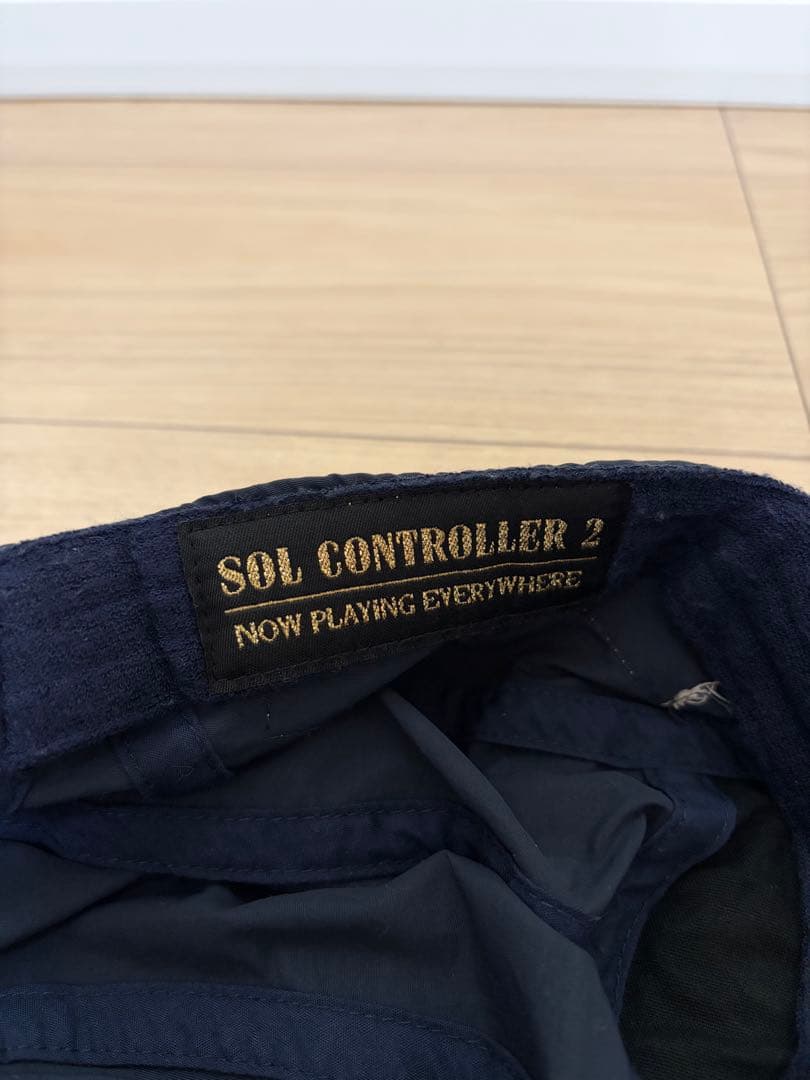 SOL CONTROLLER 2
NOW PLAYING EVERYWHERE